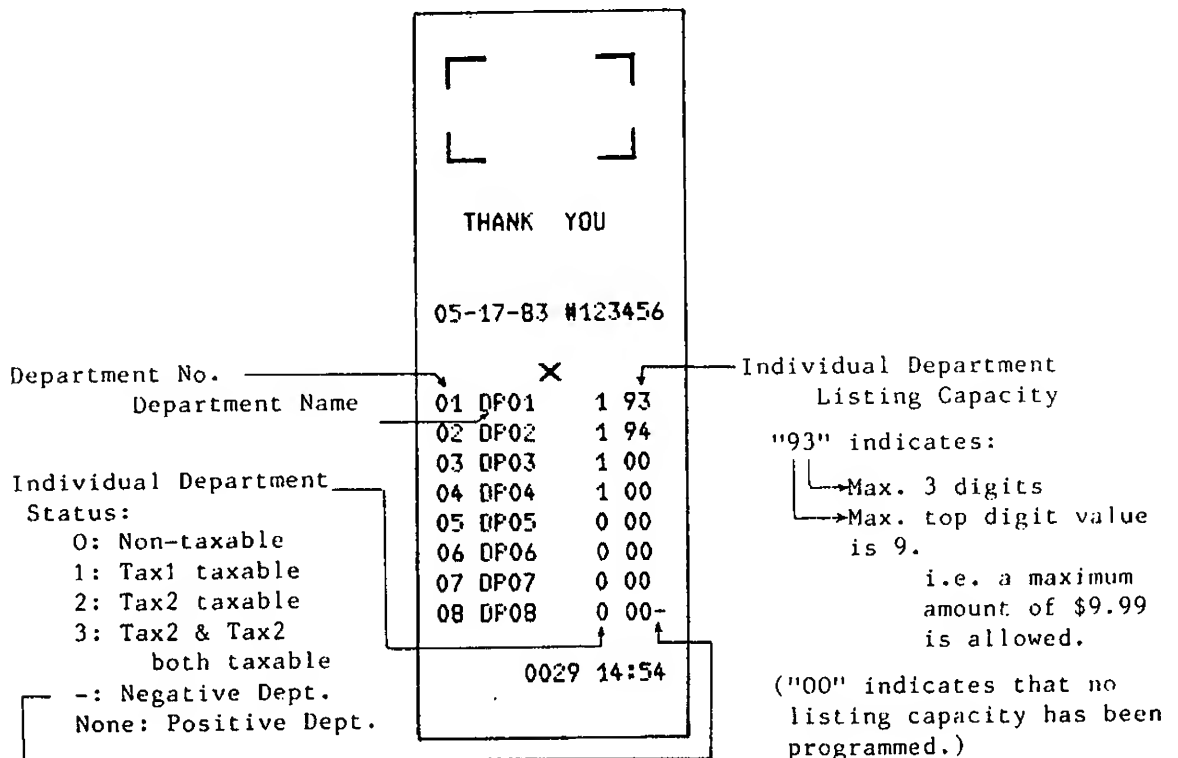 THANK YOU
05-17-83 #123456
X
01 DP01 1 93
02 DP02 1 94
03 DP03 1 00
04 DP04 1 00
05 DP05 0 00
06 DP06 0 00
07 DP07 0 00
08 DP08 0 00-
0029 14:54
Department No.
Department Name
Individual Department
Status:
0: Non-taxable
1: Tax1 taxable
2: Tax2 taxable
3: Tax2 & Tax2
both taxable
-: Negative Dept.
None: Positive Dept.
Individual Department
Listing Capacity
"93" indicates:
Max. 3 digits
Max. top digit value
is 9.
i.e. a maximum
amount of $9.99
is allowed.
("00" indicates that no
listing capacity has been
programmed.)